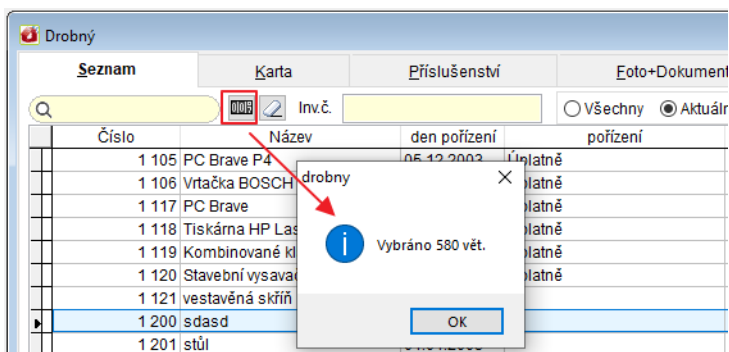 Drobný
Seznam Karta Příslušenství Foto+Dokument
Inv.č. Všechny Aktuáln
Číslo Název den pořízení pořízení
1 105 PC Brave P4 05.12.2003 Úplatně
1 106 Vrtačka BOSCH platně
1 117 PC Brave platně
1 118 Tiskárna HP Las platně
1 119 Kombinované kl platně
1 120 Stavební vysavač platně
1 121 vestavěná skříň
1 200 sdasd
1 201 stůl
drobny
Vybráno 580 vět.
OK